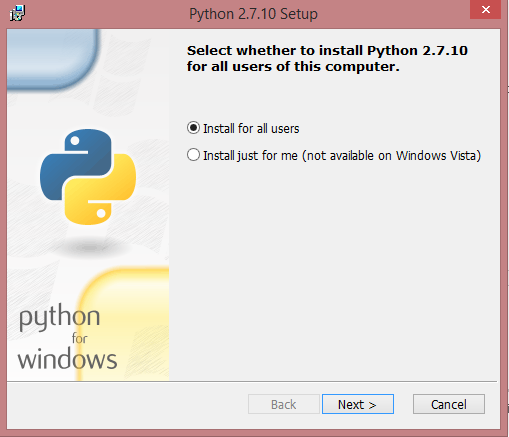 Python 2.7.10 Setup
Select whether to install Python 2.7.10
for all users of this computer.
Install for all users
Install just for me (not available on Windows Vista)
python
for
windows
Back
Next >
Cancel